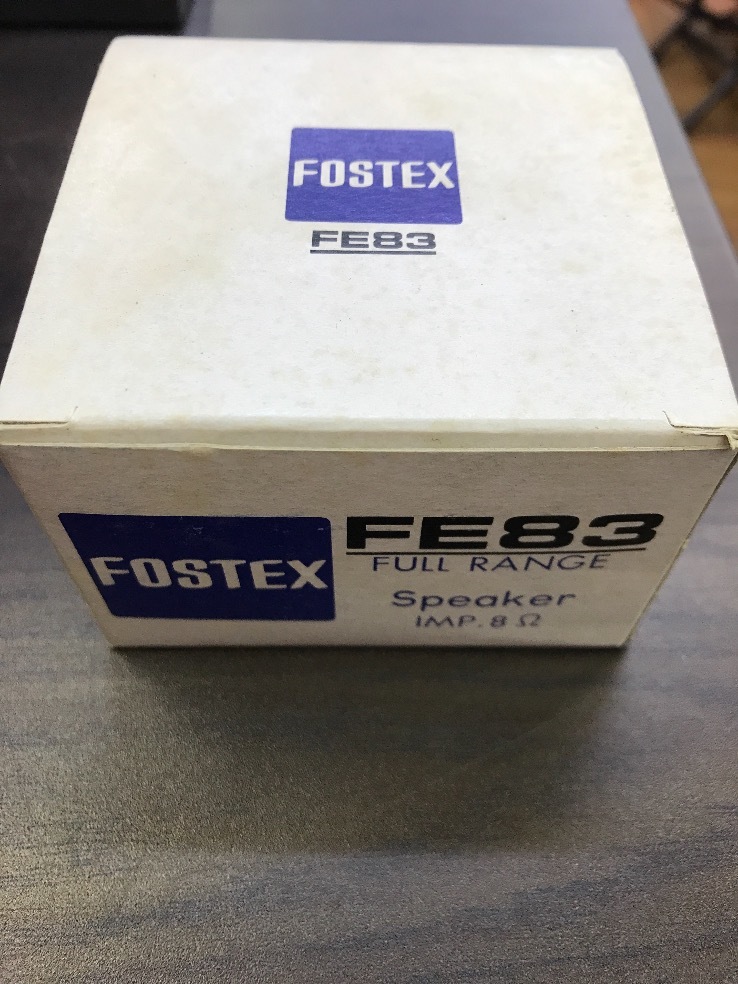 FOSTEX
FE83
FOSTEX
FE83
FULL RANGE
Speaker
IMP. 8 Ω